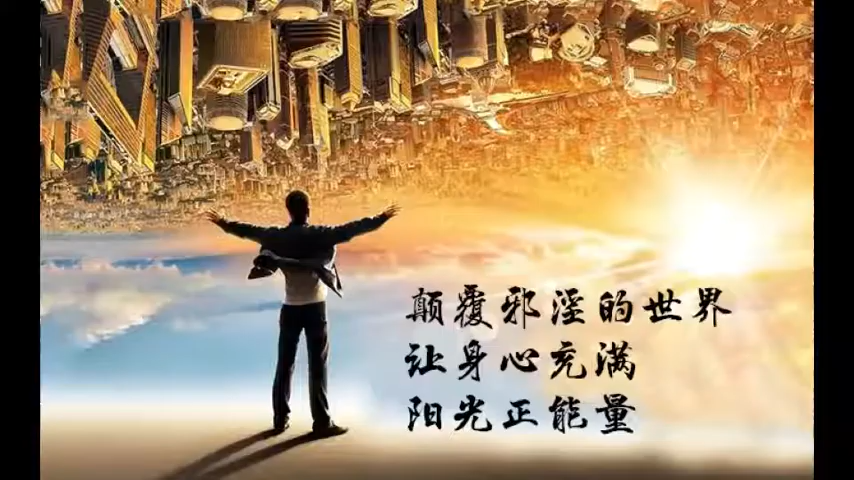 颠覆邪淫的世界
让身心充满
阳光正能量